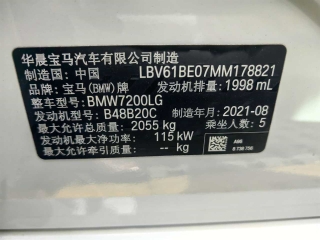 华晨宝马汽车有限公司制造
制造国：中国 LBV61BE07MM178821
品牌：宝马(BMW)牌 发动机排量：1998 mL
整车型号：BMW7200LG
发动机型号：B48B20C 制造年月：2021-08
最大允许总质量：2055 kg 乘坐人数：5
发动机最大净功率：115 kW
最大允许牵引质量：-- kg